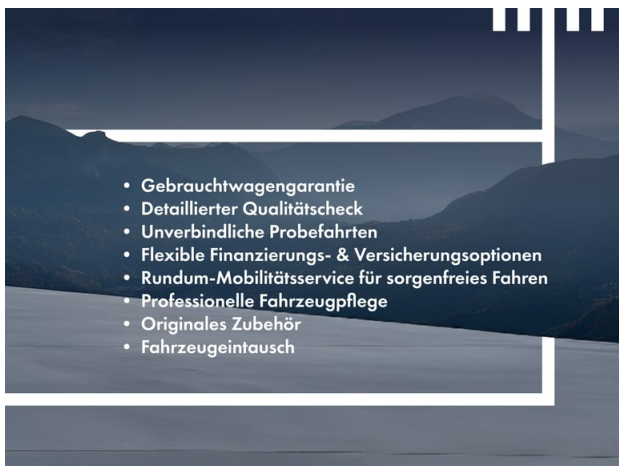 • Gebrauchtwagengarantie
• Detaillierter Qualitätscheck
• Unverbindliche Probefahrten
• Flexible Finanzierungs- & Versicherungsoptionen
• Rundum-Mobilitätsservice für sorgenfreies Fahren
• Professionelle Fahrzeugpflege
• Originales Zubehör
• Fahrzeugeintausch